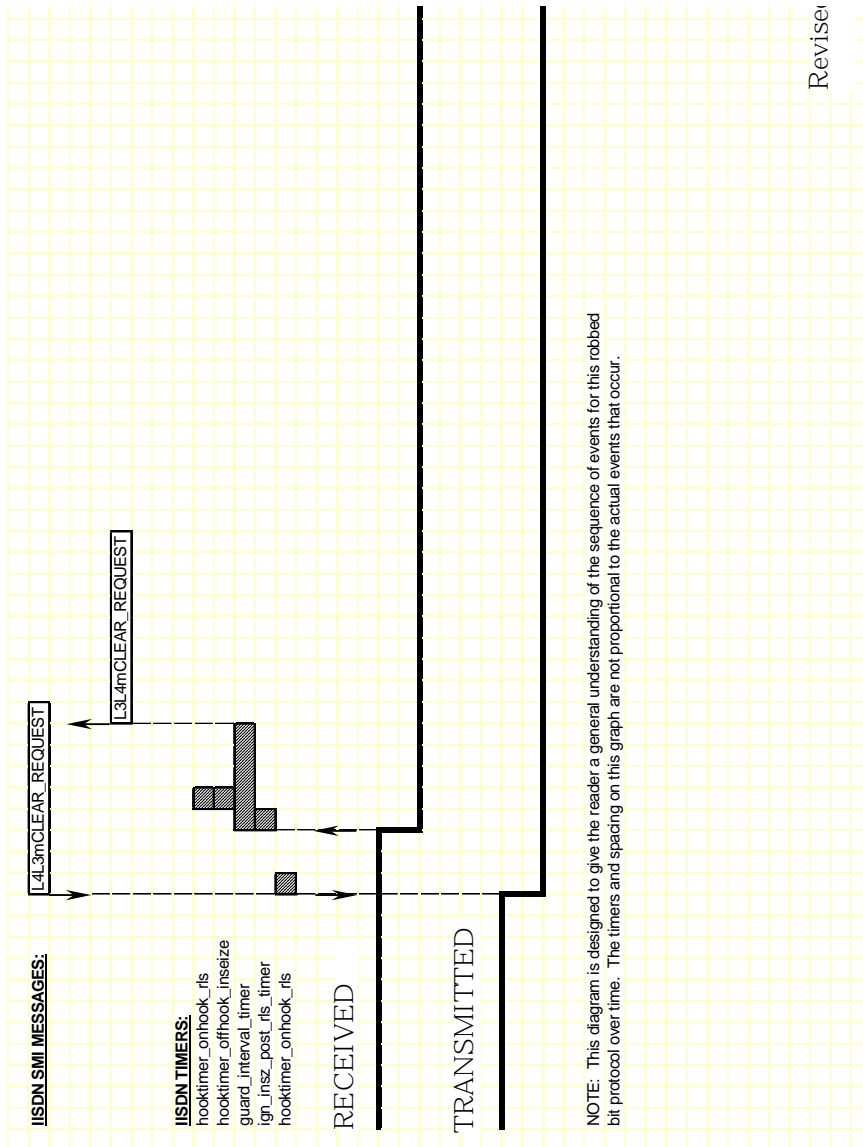 IISDN SMI MESSAGES:
L4L3mCLEAR_REQUEST
L3L4mCLEAR_REQUEST
IISDN TIMERS:
hooktimer_onhook_rls
hooktimer_offhook_inseize
guard_interval_timer
ign_insz_post_rls_timer
hooktimer_onhook_rls
RECEIVED
TRANSMITTED
NOTE: This diagram is designed to give the reader a general understanding of the sequence of events for this robbed
bit protocol over time. The timers and spacing on this graph are not proportional to the actual events that occur.
Revise